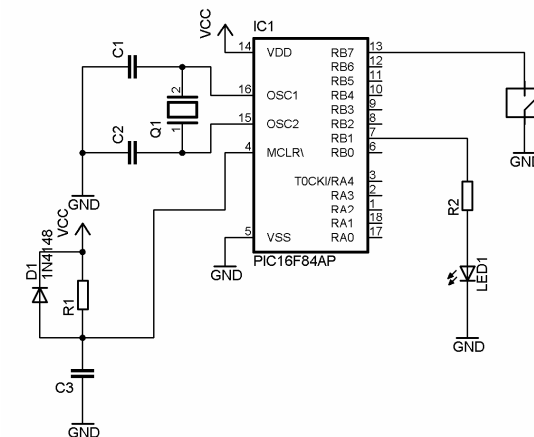 VCC
IC1
C1
14 VDD
RB7 13
RB6 12
RB5 11
16 OSC1
RB4 10
RB3 9
2
Q1
1
15 OSC2
RB2 8
RB1 7
C2
4 MCLR\
RB0 6
GND
T0CKI/RA4 3
RA3 2
RA2 1
RA1 18
5 VSS
RA0 17
GND
PIC16F84AP
GND
R2
VCC
D1
1N4148
R1
LED1
GND
C3
GND